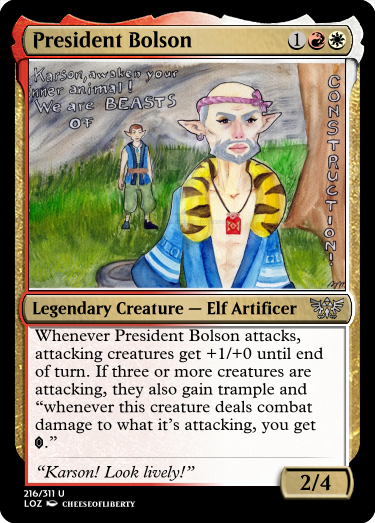 President Bolson
1
Karson, awaken your
inner animal!
We are BEASTS
OF
CONSTRUCTION!
Legendary Creature — Elf Artificer
Whenever President Bolson attacks,
attacking creatures get +1/+0 until end
of turn. If three or more creatures are
attacking, they also gain trample and
“whenever this creature deals combat
damage to what it’s attacking, you get
.”
“Karson! Look lively!”
2/4
216/311 U
LOZ CHEESEOFLIBERTY